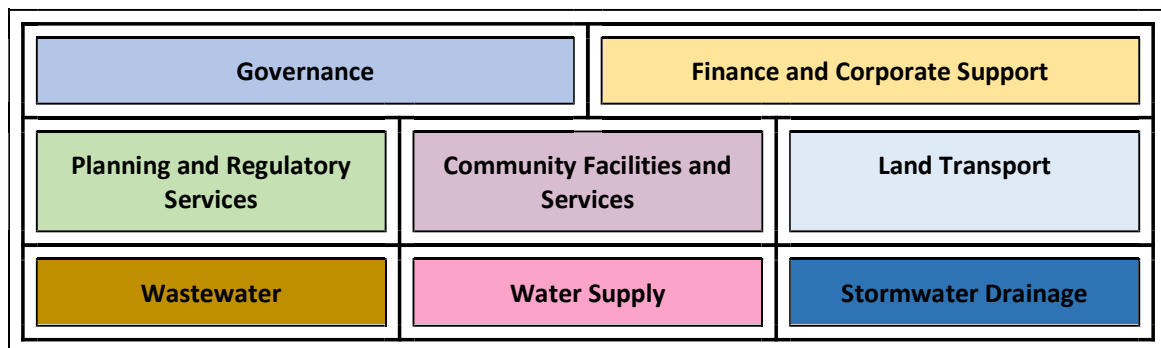 Governance
Finance and Corporate Support
Planning and Regulatory
Services
Community Facilities and
Services
Land Transport
Wastewater
Water Supply
Stormwater Drainage